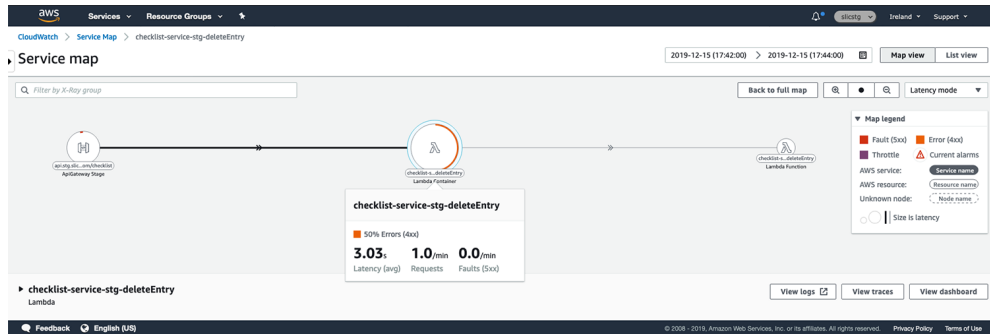 aws Services Resource Groups slicstg Ireland Support
CloudWatch > Service Map > checklist-service-stg-deleteEntry
Service map
2019-12-15 (17:42:00) > 2019-12-15 (17:44:00) Map view List view
Filter by X-Ray group
Back to full map Latency mode
Map legend
Fault (5xx) Error (4xx)
Throttle Current alarms
AWS service: Service name
AWS resource: Resource name
Unknown node: Node name
Size is latency
api.stg.slic...om/checklist
ApiGateway Stage
checklist-s...deleteEntry
Lambda Container
checklist-s...deleteEntry
Lambda Function
checklist-service-stg-deleteEntry
50% Errors (4xx)
3.03s 1.0/min 0.0/min
Latency (avg) Requests Faults (5xx)
checklist-service-stg-deleteEntry
Lambda
View logs View traces View dashboard
Feedback English (US) © 2008 - 2019, Amazon Web Services, Inc. or its affiliates. All rights reserved. Privacy Policy Terms of Use